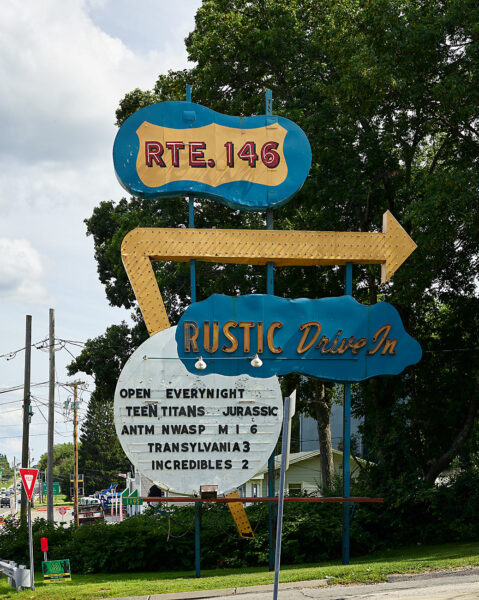 RTE. 146
RUSTIC Drive In
OPEN EVERYNIGHT
TEEN TITANS JURASSIC
ANTM NWASP M I 6
TRANSYLVANIA 3
INCREDIBLES 2